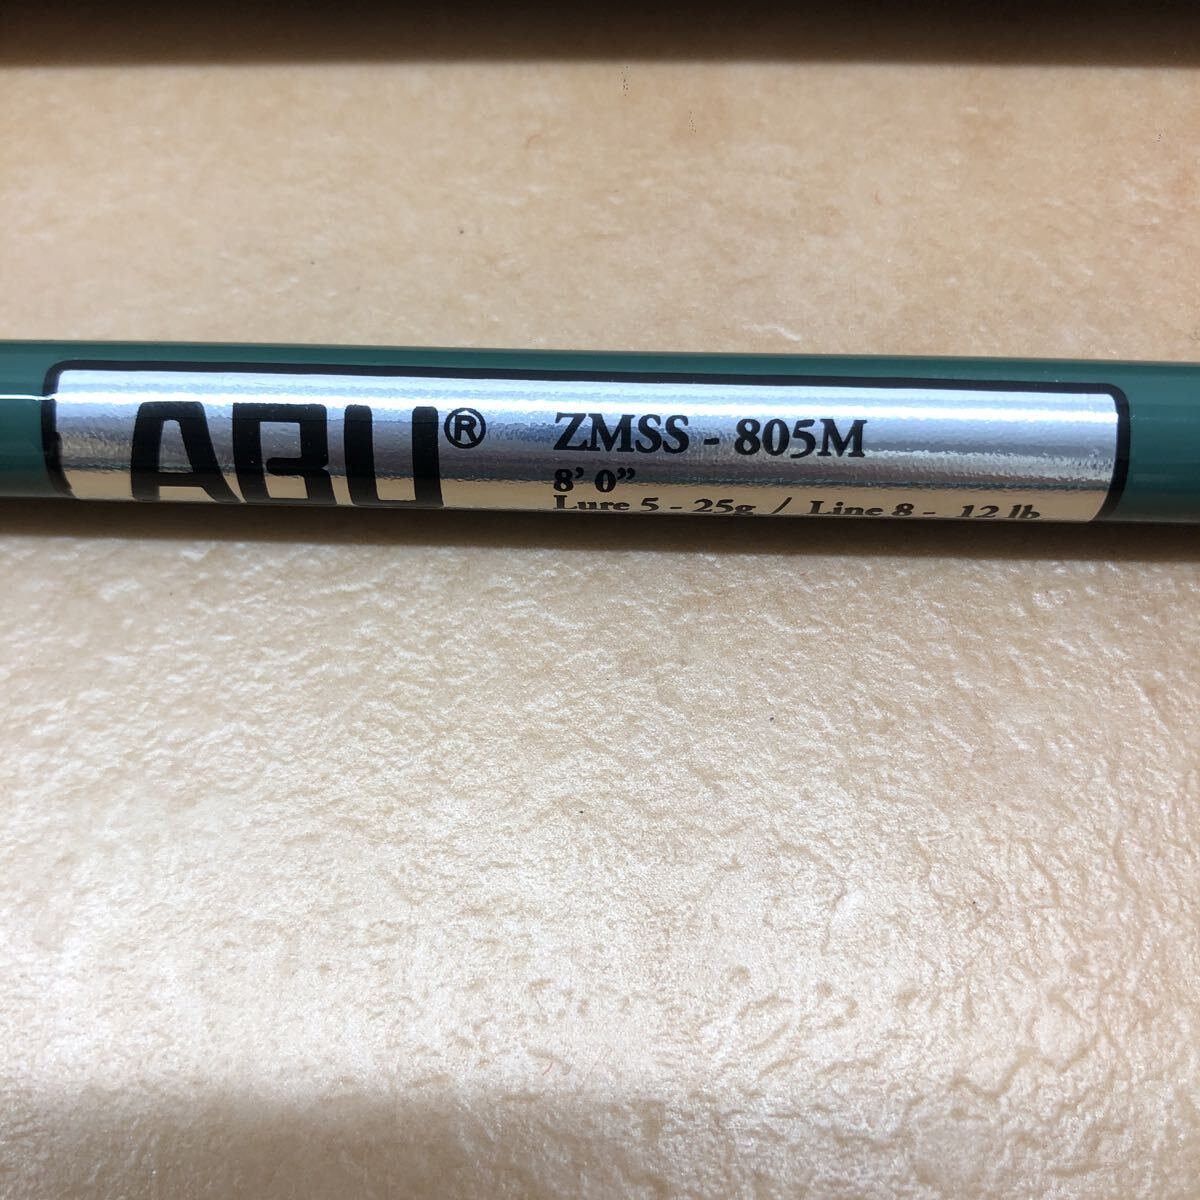 ABU® ZMSS - 805M
8' 0"
Lure 5 - 25g / Line 8 - 12 lb